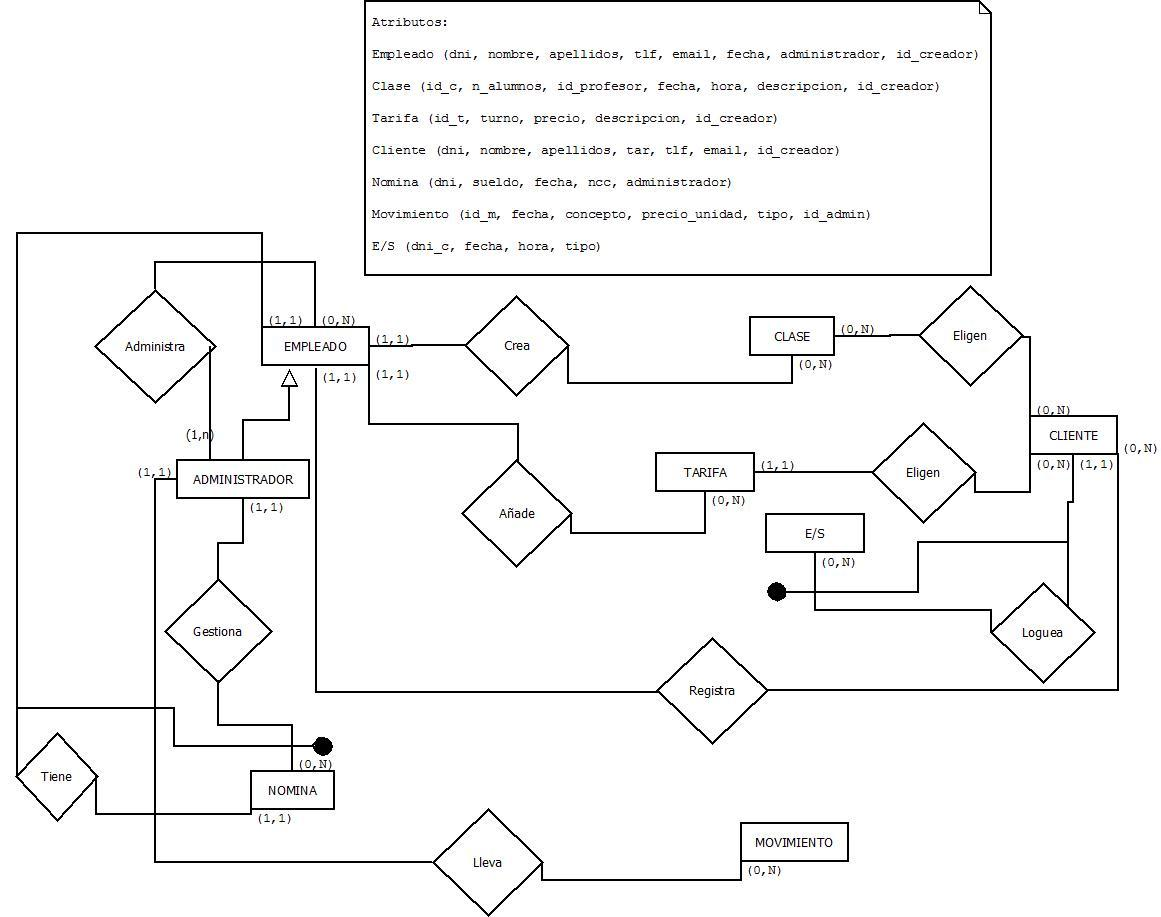 Atributos:
Empleado (dni, nombre, apellidos, tlf, email, fecha, administrador, id_creador)
Clase (id_c, n_alumnos, id_profesor, fecha, hora, descripcion, id_creador)
Tarifa (id_t, turno, precio, descripcion, id_creador)
Cliente (dni, nombre, apellidos, tar, tlf, email, id_creador)
Nomina (dni, sueldo, fecha, ncc, administrador)
Movimiento (id_m, fecha, concepto, precio_unidad, tipo, id_admin)
E/S (dni_c, fecha, hora, tipo)
(1,1) (0,N)
Administra
EMPLEADO
(1,1)
Crea
CLASE
(0,N)
Eligen
(1,1)
(1,1)
(0,N)
(0,N)
(1,n)
CLIENTE
(0,N)
(0,N)
(1,1)
(1,1)
ADMINISTRADOR
(1,1)
TARIFA
(1,1)
Eligen
(0,N)
Añade
E/S
(0,N)
Gestiona
Loguea
Registra
Tiene
(0,N)
NOMINA
(1,1)
Lleva
MOVIMIENTO
(0,N)